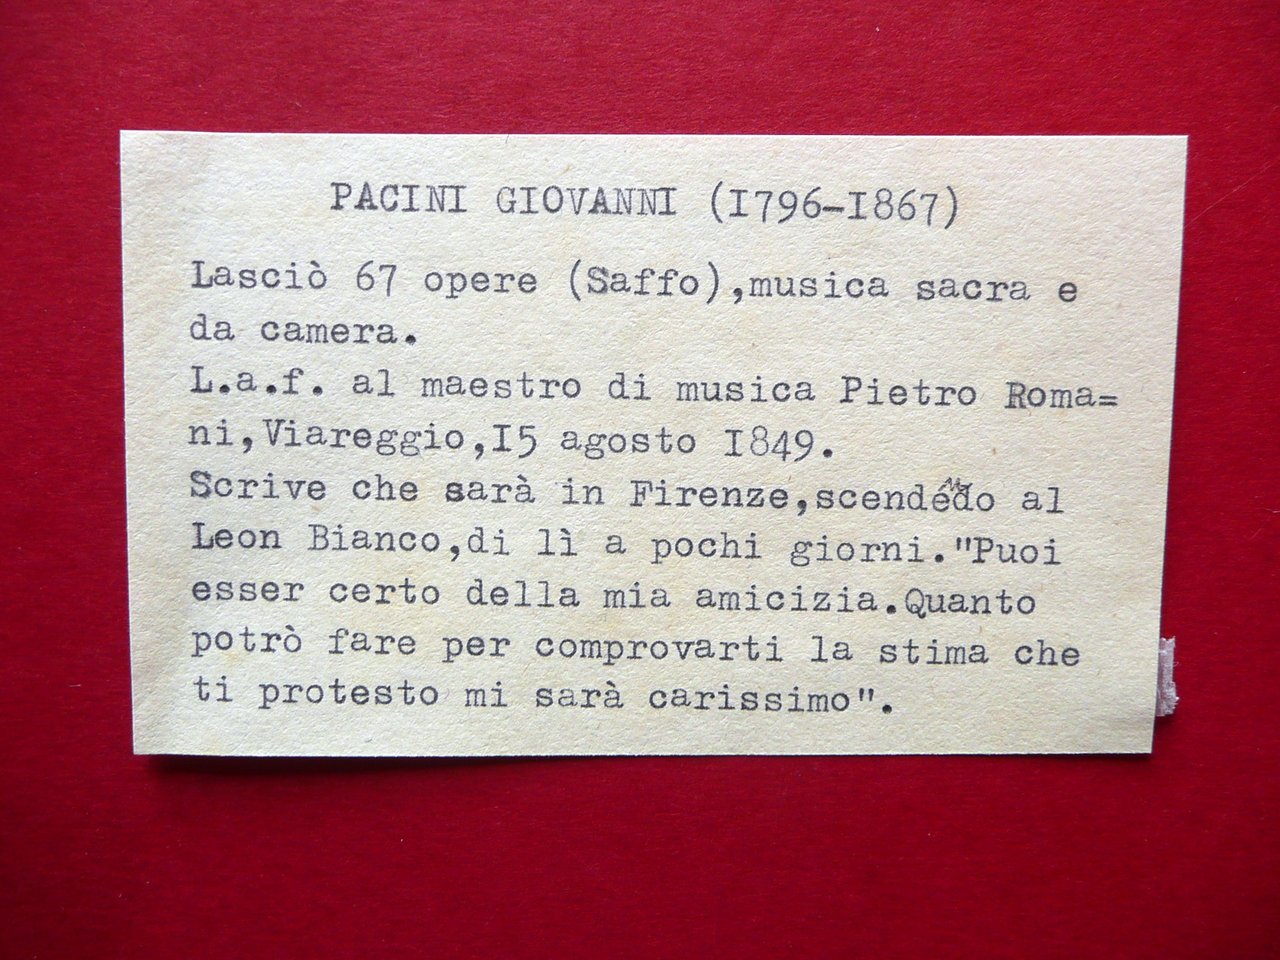 PACINI GIOVANNI (I796-I867)
Lasciò 67 opere (Saffo),musica sacra e
da camera.
L.a.f. al maestro di musica Pietro Roma=
ni,Viareggio,I5 agosto I849.
Scrive che sarà in Firenze,scendendo al
Leon Bianco,di lì a pochi giorni."Puoi
esser certo della mia amicizia.Quanto
potrò fare per comprovarti la stima che
ti protesto mi sarà carissimo".